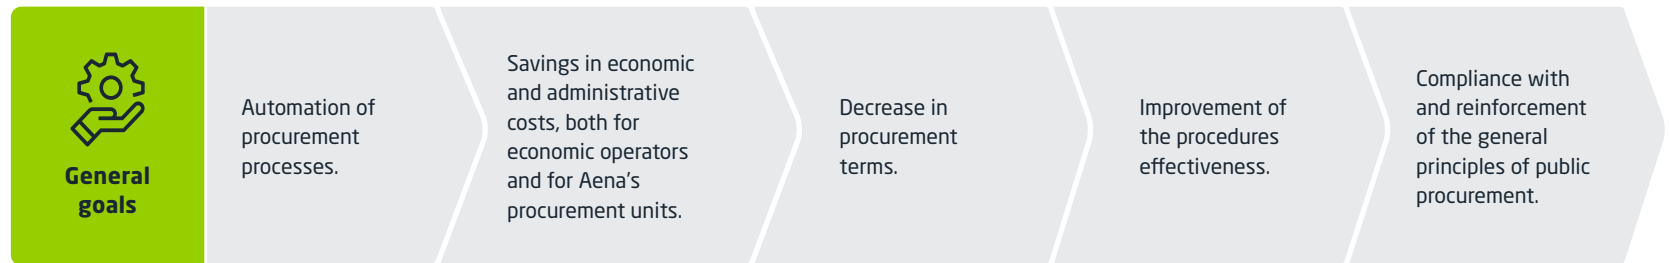 General
goals
Automation of
procurement
processes.
Savings in economic
and administrative
costs, both for
economic operators
and for Aena's
procurement units.
Decrease in
procurement
terms.
Improvement of
the procedures
effectiveness.
Compliance with
and reinforcement
of the general
principles of public
procurement.